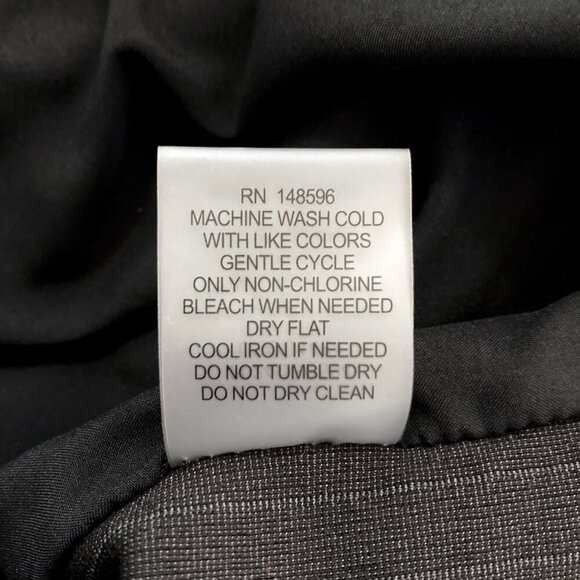 RN 148596
MACHINE WASH COLD
WITH LIKE COLORS
GENTLE CYCLE
ONLY NON-CHLORINE
BLEACH WHEN NEEDED
DRY FLAT
COOL IRON IF NEEDED
DO NOT TUMBLE DRY
DO NOT DRY CLEAN